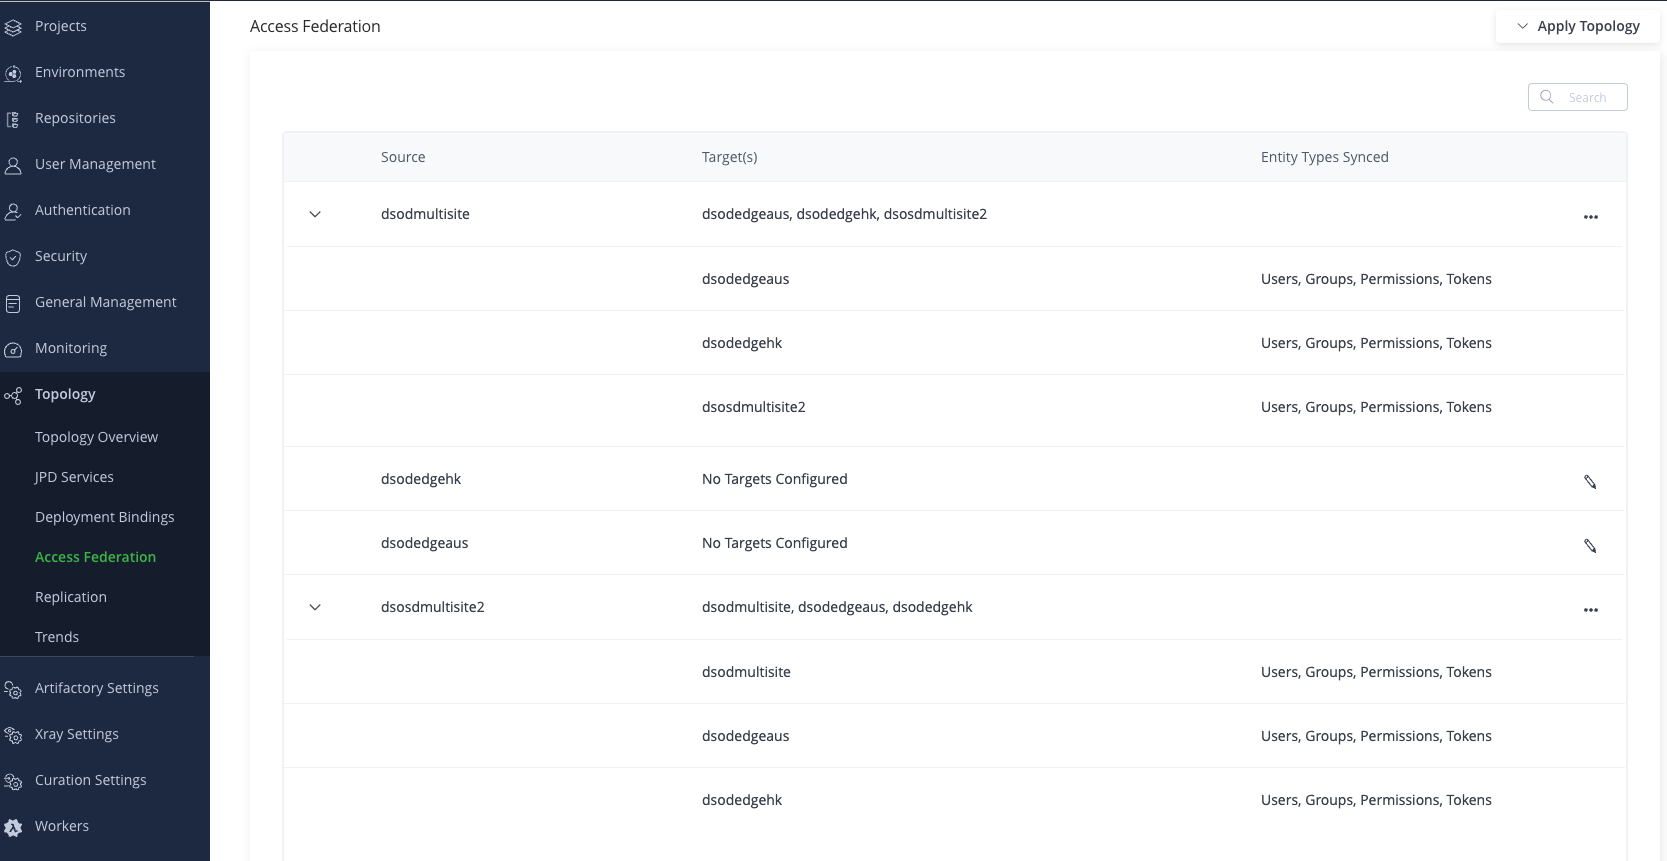 Projects
Environments
Repositories
User Management
Authentication
Security
General Management
Monitoring
Topology
Topology Overview
JPD Services
Deployment Bindings
Access Federation
Replication
Trends
Artifactory Settings
Xray Settings
Curation Settings
Workers
Access Federation
Apply Topology
Search
Source Target(s) Entity Types Synced
dsodmultisite dsodedgeaus, dsodedgehk, dsosdmultisite2
dsodedgeaus Users, Groups, Permissions, Tokens
dsodedgehk Users, Groups, Permissions, Tokens
dsosdmultisite2 Users, Groups, Permissions, Tokens
dsodedgehk No Targets Configured
dsodedgeaus No Targets Configured
dsosdmultisite2 dsodmultisite, dsodedgeaus, dsodedgehk
dsodmultisite Users, Groups, Permissions, Tokens
dsodedgeaus Users, Groups, Permissions, Tokens
dsodedgehk Users, Groups, Permissions, Tokens